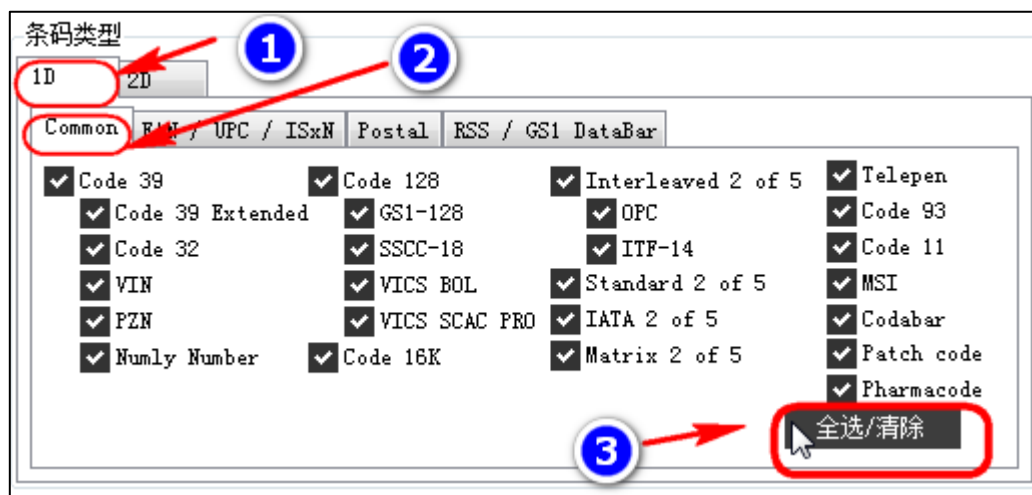 条码类型
1
2
1D
2D
Common
EAN / UPC / ISxN
Postal
RSS / GS1 DataBar
Code 39
Code 39 Extended
Code 32
VIN
PZN
Numly Number
Code 128
GS1-128
SSCC-18
VICS BOL
VICS SCAC PRO
Code 16K
Interleaved 2 of 5
OPC
ITF-14
Standard 2 of 5
IATA 2 of 5
Matrix 2 of 5
Telepen
Code 93
Code 11
MSI
Codabar
Patch code
Pharmacode
3
全选/清除